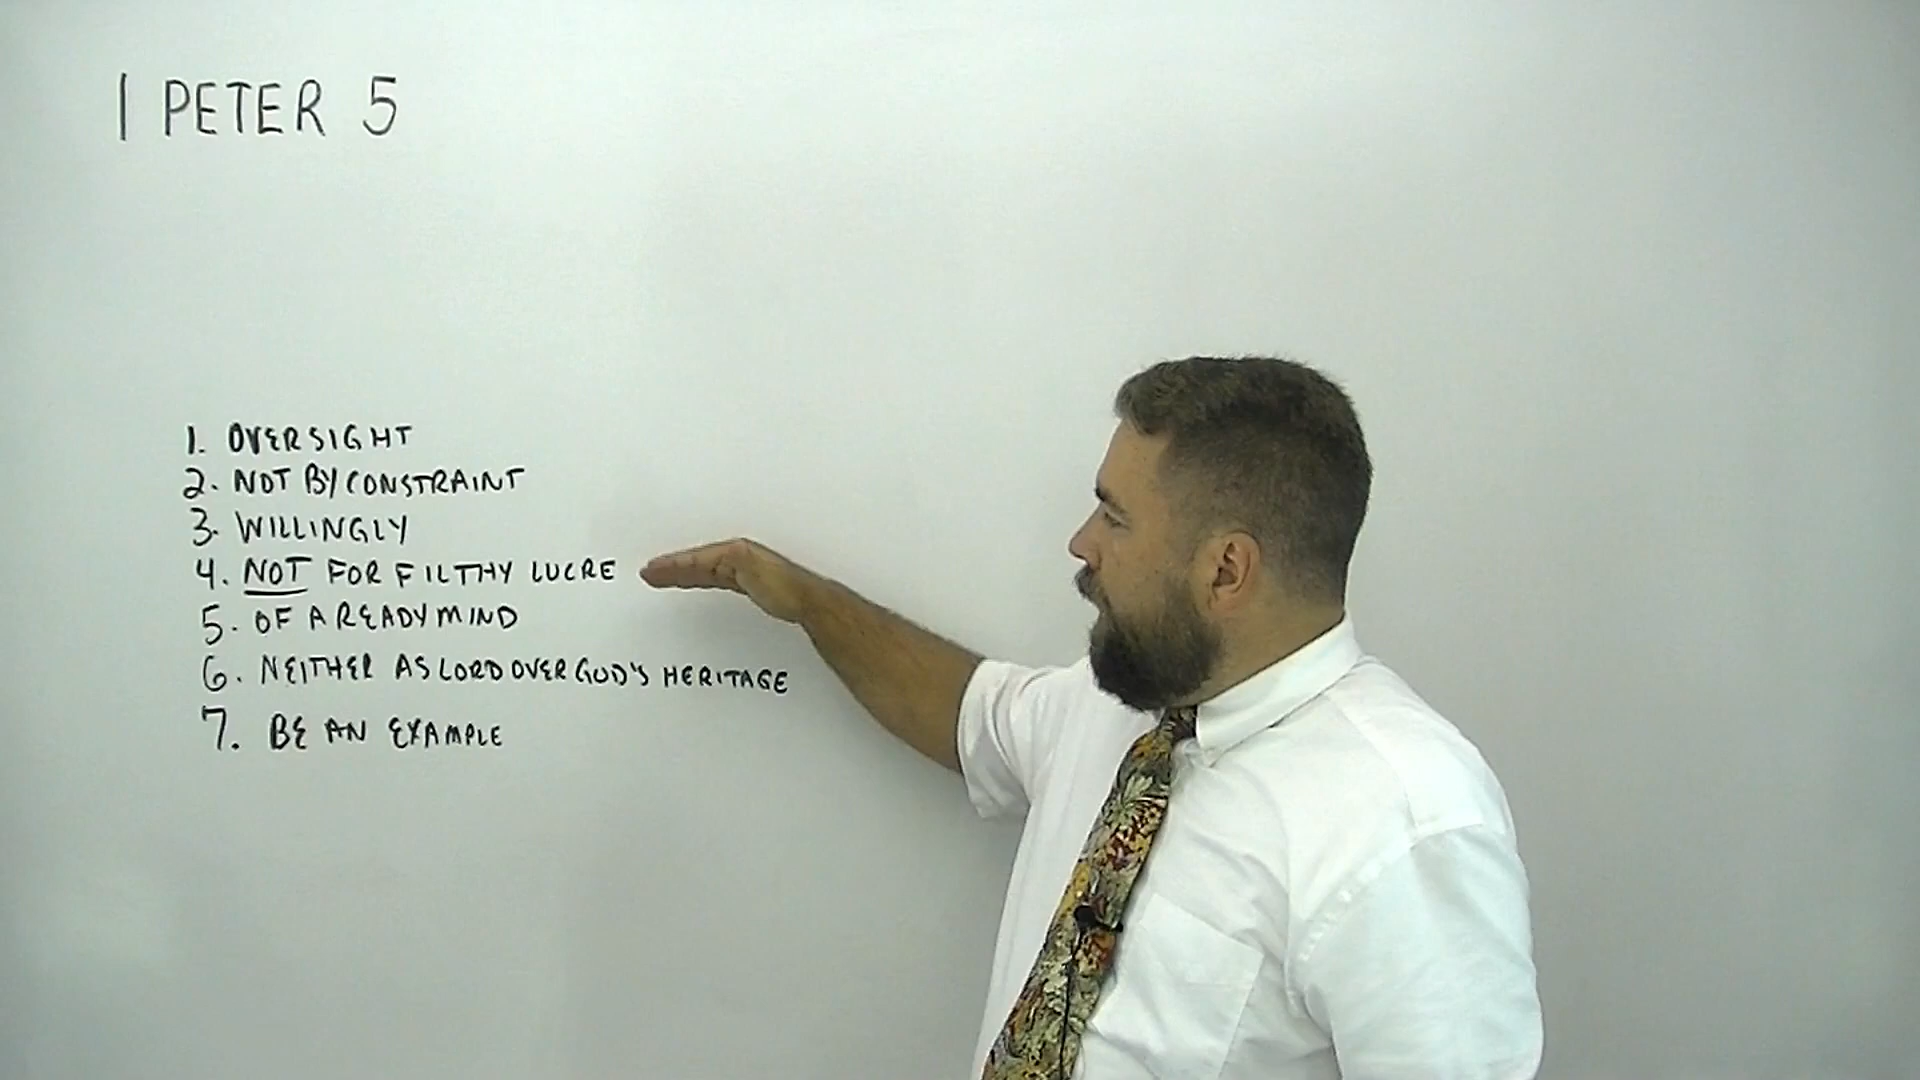 1 PETER 5
1. OVERSIGHT
2. NOT BY CONSTRAINT
3. WILLINGLY
4. NOT FOR FILTHY LUCRE
5. OF A READY MIND
6. NEITHER AS LORD OVER GOD'S HERITAGE
7. BE AN EXAMPLE